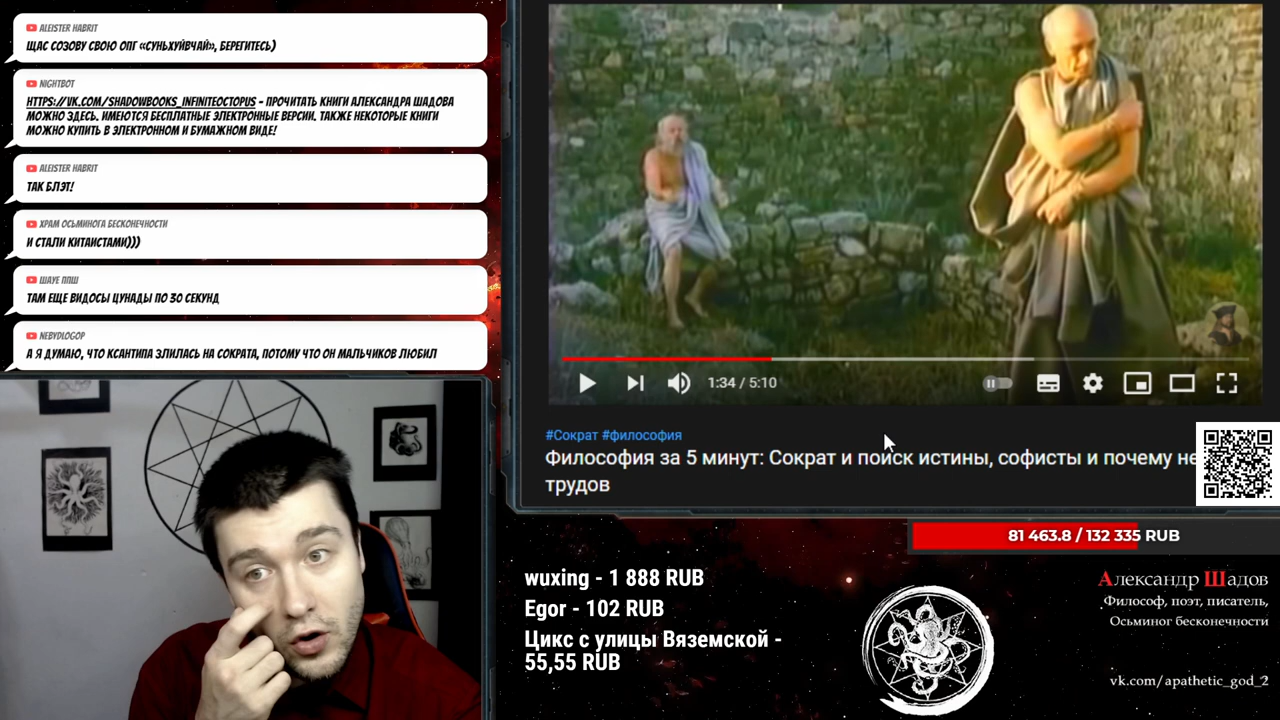 ALEISTER HABRIT
ЩАС СОЗОВУ СВОЮ ОПГ «СУНЬХУЙВЧАЙ», БЕРЕГИТЕСЬ)
NIGHTBOT
HTTPS://VK.COM/SHADOWBOOKS_INFINITEOCTOPUS - ПРОЧИТАТЬ КНИГИ АЛЕКСАНДРА ШАДОВА
МОЖНО ЗДЕСЬ. ИМЕЮТСЯ БЕСПЛАТНЫЕ ЭЛЕКТРОННЫЕ ВЕРСИИ. ТАКЖЕ НЕКОТОРЫЕ КНИГИ
МОЖНО КУПИТЬ В ЭЛЕКТРОННОМ И БУМАЖНОМ ВИДЕ!
ALEISTER HABRIT
ТАК БЛЭТ!
ХРАМ ОСЬМИНОГА БЕСКОНЕЧНОСТИ
И СТАЛИ КИТАИСТАМИ)))
ШАУЕ ППШ
ТАМ ЕЩЕ ВИДОСЫ ЦУНАДЫ ПО 30 СЕКУНД
NEBYDLOGOP
А Я ДУМАЮ, ЧТО КСАНТИПА ЗЛИЛАСЬ НА СОКРАТА, ПОТОМУ ЧТО ОН МАЛЬЧИКОВ ЛЮБИЛ
1:34 / 5:10
#Сократ #философия
Философия за 5 минут: Сократ и поиск истины, софисты и почему не
трудов
81 463.8 / 132 335 RUB
wuxing - 1 888 RUB
Egor - 102 RUB
Цикс с улицы Вяземской -
55,55 RUB
Александр Шадов
Философ, поэт, писатель,
Осьминог бесконечности
vk.com/apathetic_god_2